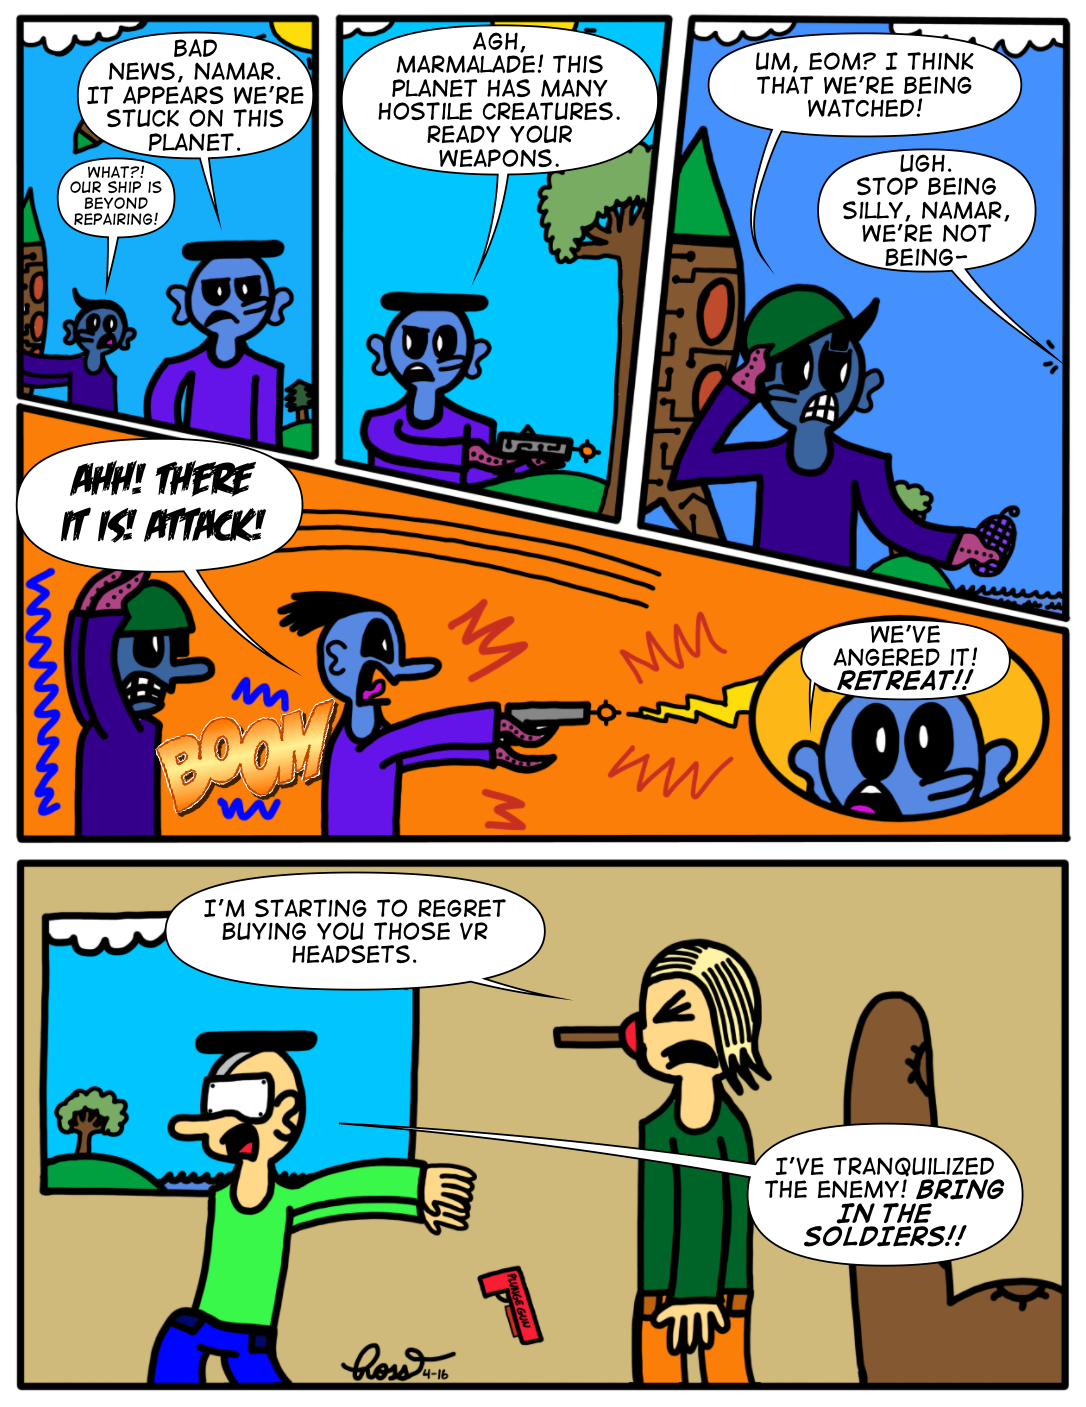 BAD
NEWS, NAMAR.
IT APPEARS WE'RE
STUCK ON THIS
PLANET.
WHAT?!
OUR SHIP IS
BEYOND
REPAIRING!
AGH,
MARMALADE! THIS
PLANET HAS MANY
HOSTILE CREATURES.
READY YOUR
WEAPONS.
UM, EOM? I THINK
THAT WE'RE BEING
WATCHED!
UGH.
STOP BEING
SILLY, NAMAR,
WE'RE NOT
BEING-
AHH! THERE
IT IS! ATTACK!
BOOM
WE'VE
ANGERED IT!
RETREAT!!
I'M STARTING TO REGRET
BUYING YOU THOSE VR
HEADSETS.
I'VE TRANQUILIZED
THE ENEMY! BRING
IN THE
SOLDIERS!!
PLUNGE GUN
Ross
4-16